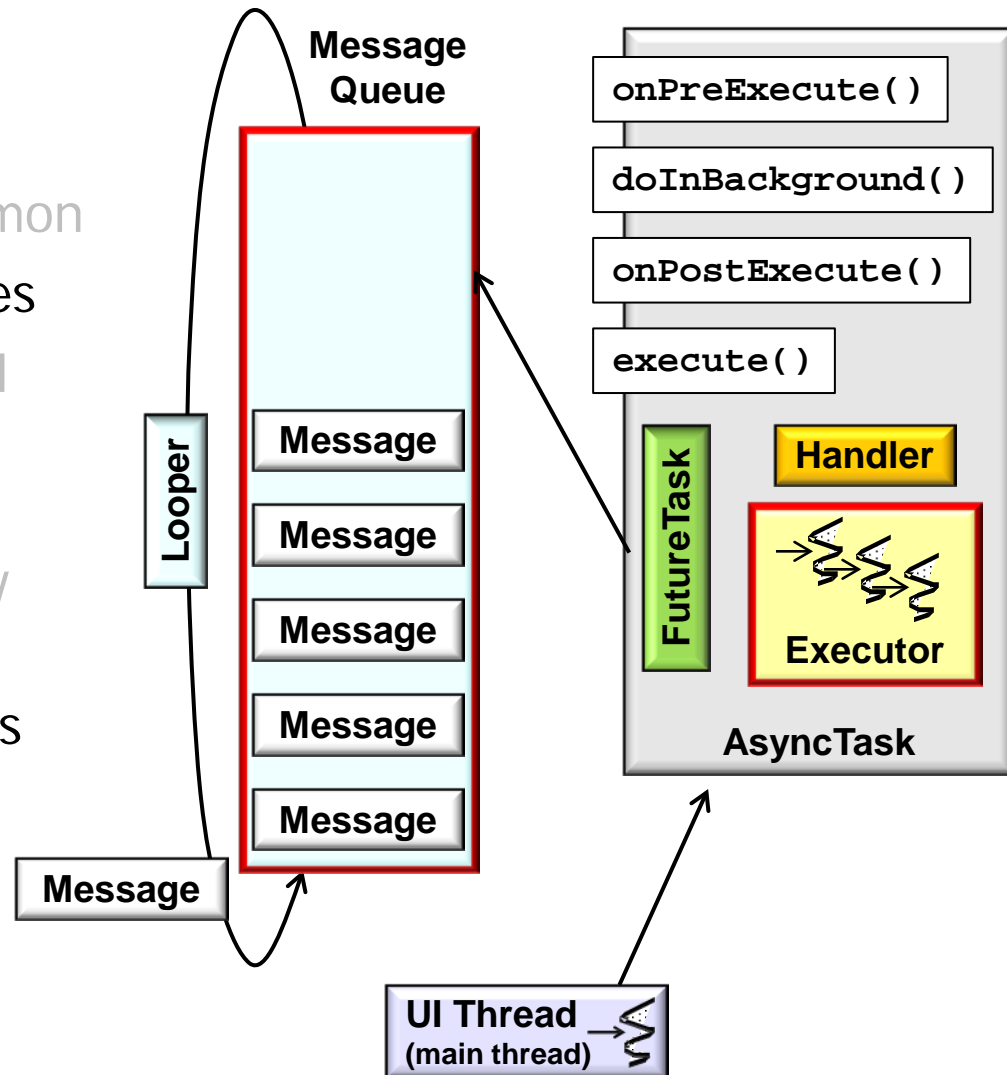 Message
Queue
mon
es
Looper
Message
Message
Message
Message
s
Message
Message
onPreExecute()
doInBackground()
onPostExecute()
execute()
FutureTask
Handler
Executor
AsyncTask
UI Thread
(main thread)